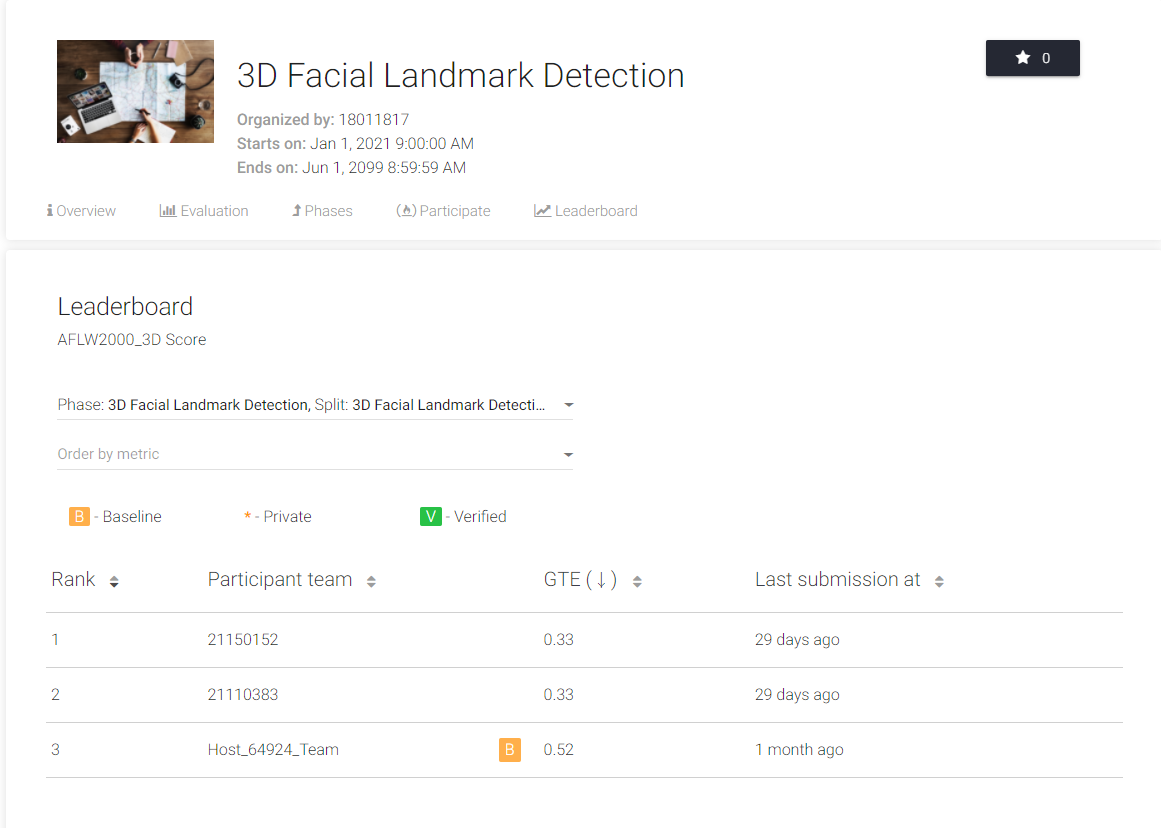 3D Facial Landmark Detection
0
Organized by: 18011817
Starts on: Jan 1, 2021 9:00:00 AM
Ends on: Jun 1, 2099 8:59:59 AM
Overview Evaluation Phases Participate Leaderboard
Leaderboard
AFLW2000_3D Score
Phase: 3D Facial Landmark Detection, Split: 3D Facial Landmark Detecti...
Order by metric
B - Baseline * - Private V - Verified
Rank Participant team GTE (↓) Last submission at
1 21150152 0.33 29 days ago
2 21110383 0.33 29 days ago
3 Host_64924_Team B 0.52 1 month ago